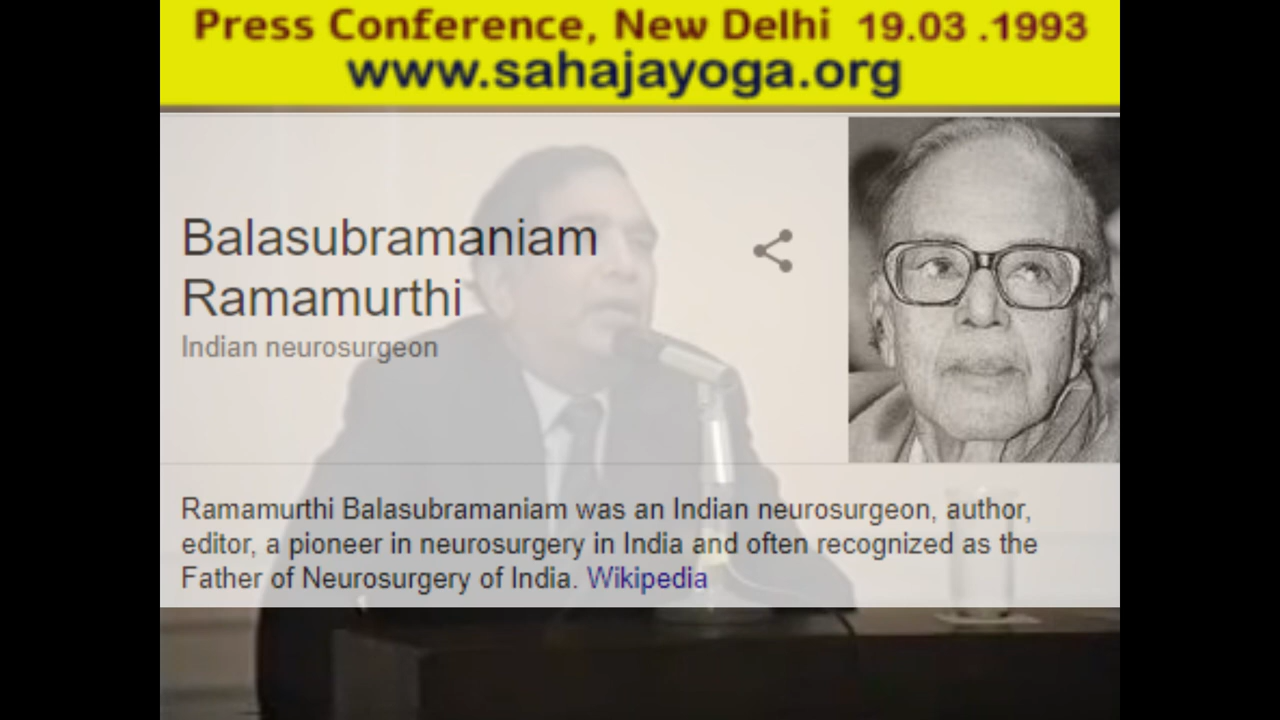 Press Conference, New Delhi 19.03 .1993
www.sahajayoga.org
Balasubramaniam
Ramamurthi
Indian neurosurgeon
Ramamurthi Balasubramaniam was an Indian neurosurgeon, author,
editor, a pioneer in neurosurgery in India and often recognized as the
Father of Neurosurgery of India. Wikipedia